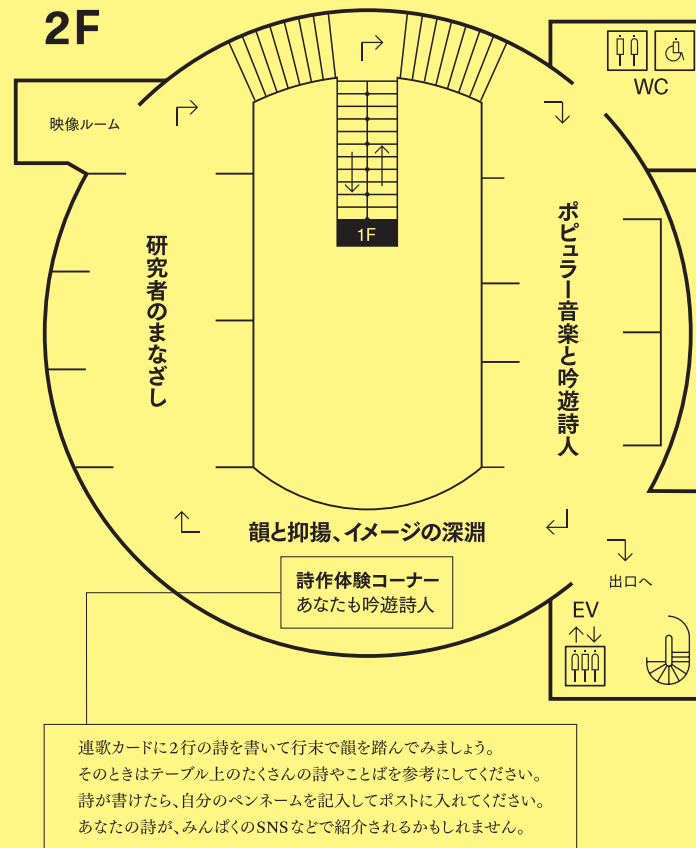 2F
映像ルーム
WC
1F
研究者のまなざし
ポピュラー音楽と吟遊詩人
韻と抑揚、イメージの深淵
詩作体験コーナー
あなたも吟遊詩人
出口へ
EV
連歌カードに2行の詩を書いて行末で韻を踏んでみましょう。
そのときはテーブル上のたくさんの詩やことばを参考にしてください。
詩が書けたら、自分のペンネームを記入してポストに入れてください。
あなたの詩が、みんぱくのSNSなどで紹介されるかもしれません。